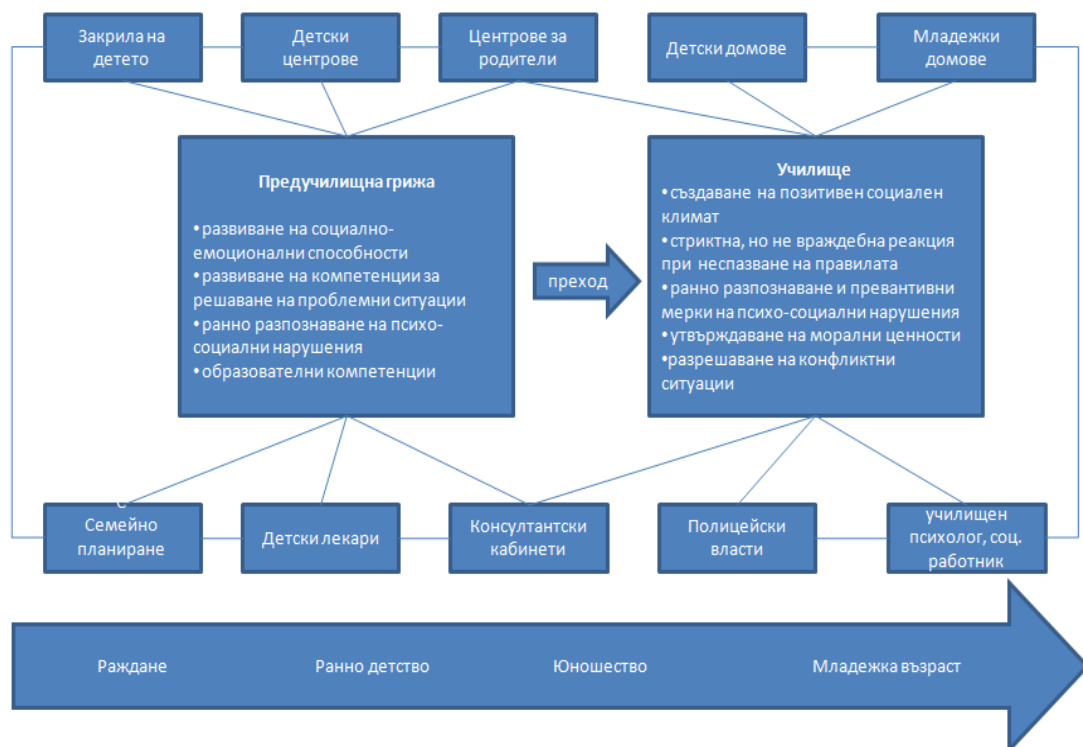 Закрила на
детето
Детски
центрове
Центрове за
родители
Детски домове
Младежки
домове
Предучилищна грижа
•развиване на социално-
емоционални способности
•развиване на компетенции за
решаване на проблемни ситуации
•ранно разпознаване на психо-
социални нарушения
•образователни компетенции
преход
Училище
•създаване на позитивен социален
климат
•стриктна, но не враждебна реакция
при неспазване на правилата
•ранно разпознаване и превантивни
мерки на психо-социални нарушения
•утвърждаване на морални ценности
•разрешаване на конфликтни
ситуации
Семейно
планиране
Детски лекари
Консултантски
кабинети
Полицейски
власти
училищен
психолог, соц.
работник
Раждане
Ранно детство
Юношество
Младежка възраст